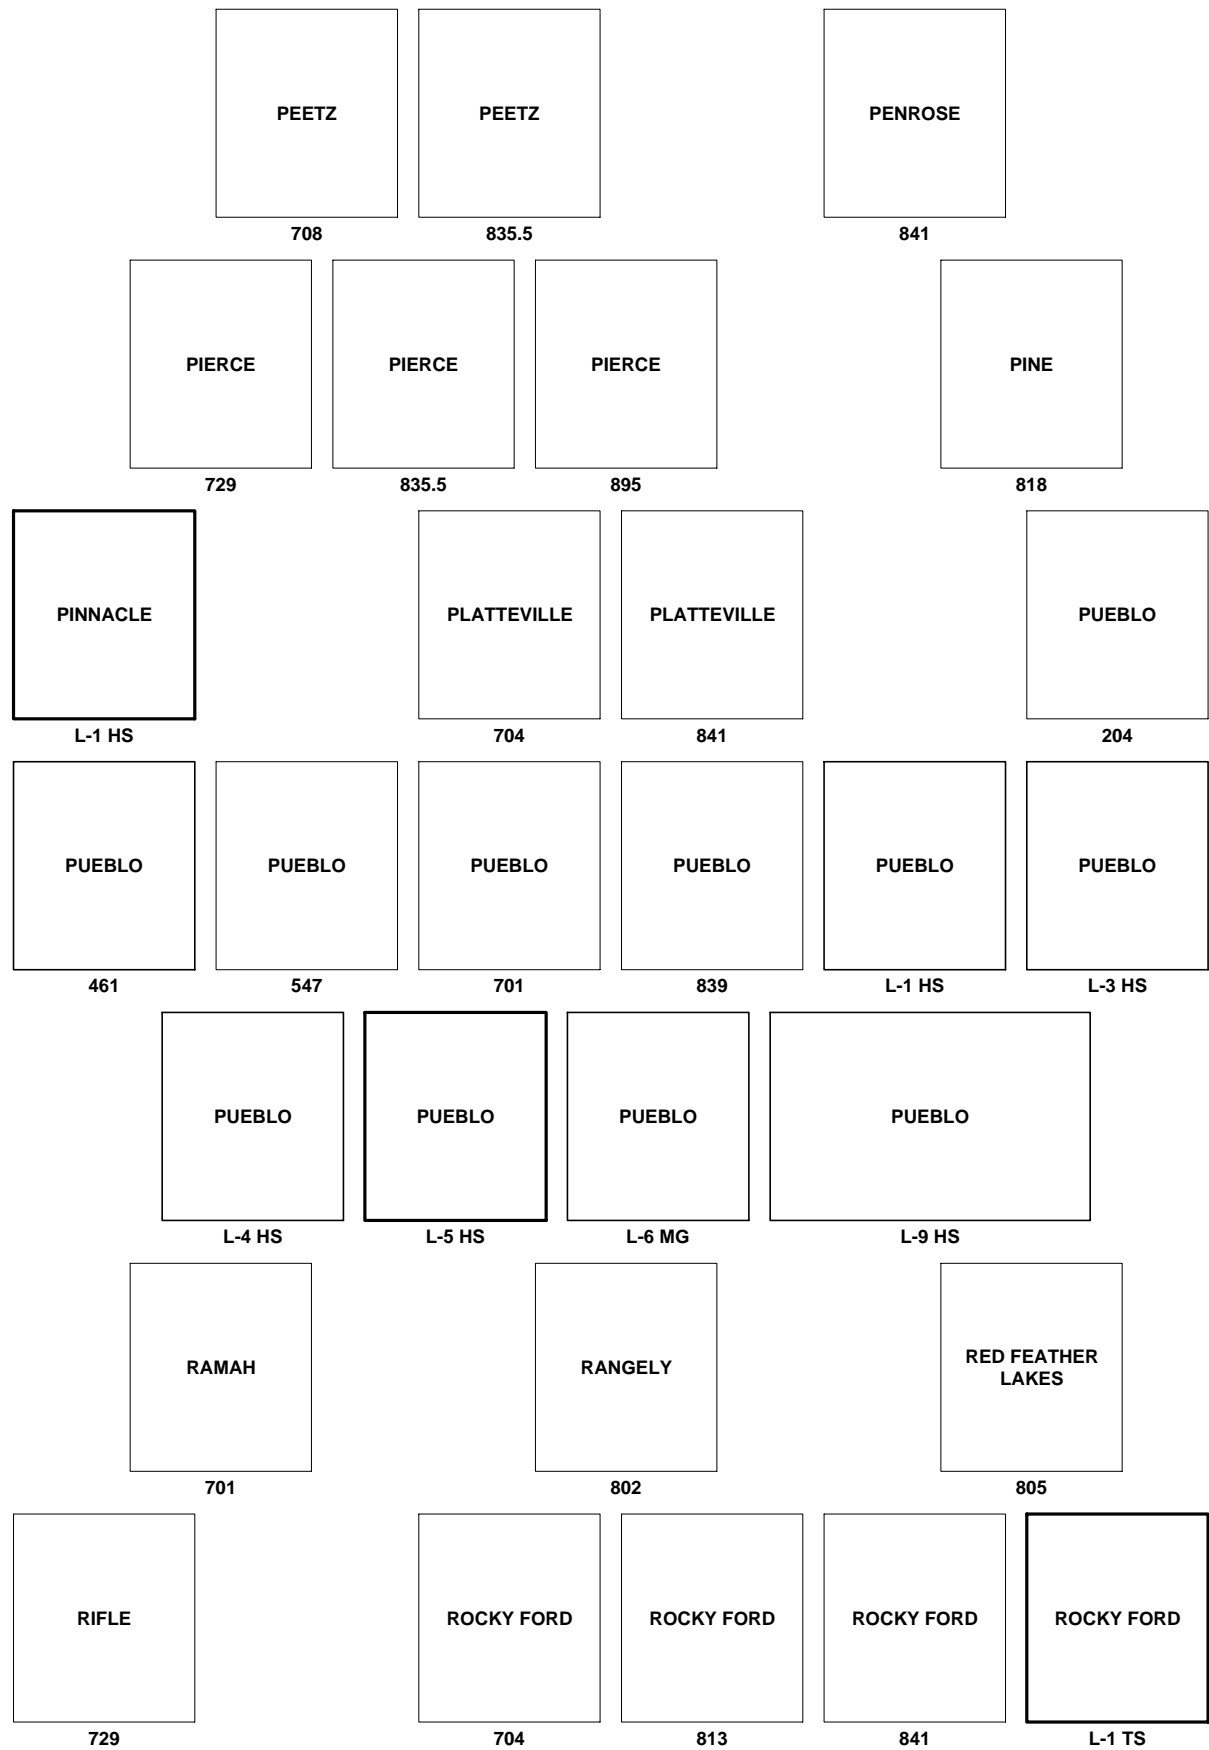 PEETZ PEETZ PENROSE
708 835.5 841
PIERCE PIERCE PIERCE PINE
729 835.5 895 818
PINNACLE PLATTEVILLE PLATTEVILLE PUEBLO
L-1 HS 704 841 204
PUEBLO PUEBLO PUEBLO PUEBLO PUEBLO PUEBLO
461 547 701 839 L-1 HS L-3 HS
PUEBLO PUEBLO PUEBLO PUEBLO
L-4 HS L-5 HS L-6 MG L-9 HS
RAMAH RANGELY RED FEATHER
LAKES
701 802 805
RIFLE ROCKY FORD ROCKY FORD ROCKY FORD ROCKY FORD
729 704 813 841 L-1 TS